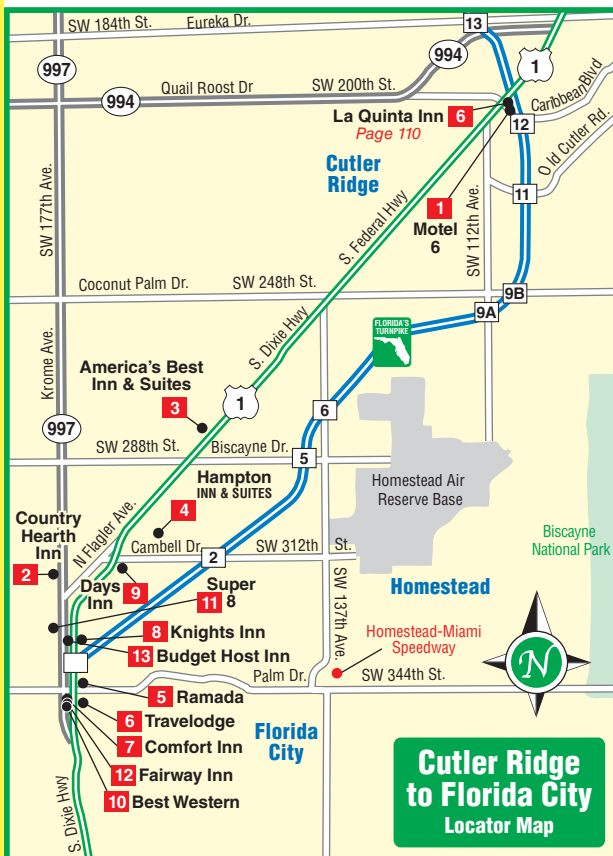 SW 184th St.
Eureka Dr.
13
997
994
1
Quail Roost Dr
SW 200th St.
994
Caribbean Blvd
La Quinta Inn 6
Page 110
12
Old Cutler Rd.
Cutler
Ridge
SW 177th Ave.
1
Motel
6
S. Federal Hwy
SW 112th Ave.
11
Coconut Palm Dr.
SW 248th St.
9B
9A
FLORIDA'S
TURNPIKE
S. Dixie Hwy
Krome Ave.
America's Best
Inn & Suites
3
1
6
997
SW 288th St.
Biscayne Dr.
5
Hampton
INN & SUITES
4
Homestead Air
Reserve Base
N Flagler Ave.
Country
Hearth
Inn
2
Cambell Dr.
2
SW 312th St.
Biscayne
National Park
Days
Inn
9
Super
8
11
Homestead
SW 137th Ave.
8 Knights Inn
13 Budget Host Inn
Homestead-Miami
Speedway
N
Palm Dr.
SW 344th St.
5 Ramada
6 Travelodge
7 Comfort Inn
12 Fairway Inn
10 Best Western
Florida
City
S. Dixie Hwy
Cutler Ridge
to Florida City
Locator Map